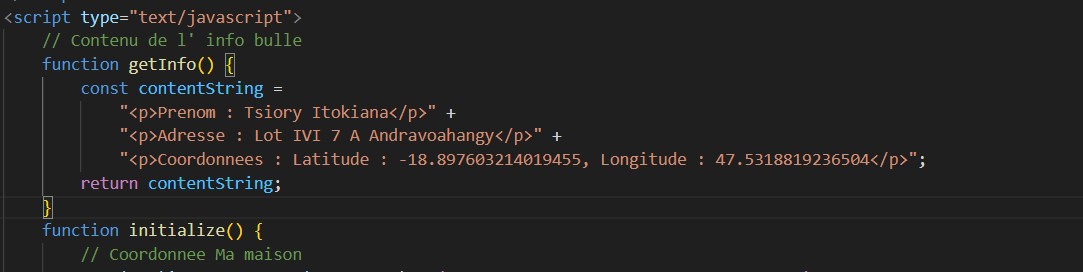 <script type="text/javascript">
// Contenu de l' info bulle
function getInfo() {
const contentString =
"<p>Prenom : Tsiory Itokiana</p>" +
"<p>Adresse : Lot IVI 7 A Andravoahangy</p>" +
"<p>Coordonnees : Latitude : -18.897603214019455, Longitude : 47.5318819236504</p>";
return contentString;
}
function initialize() {
// Coordonnee Ma maison